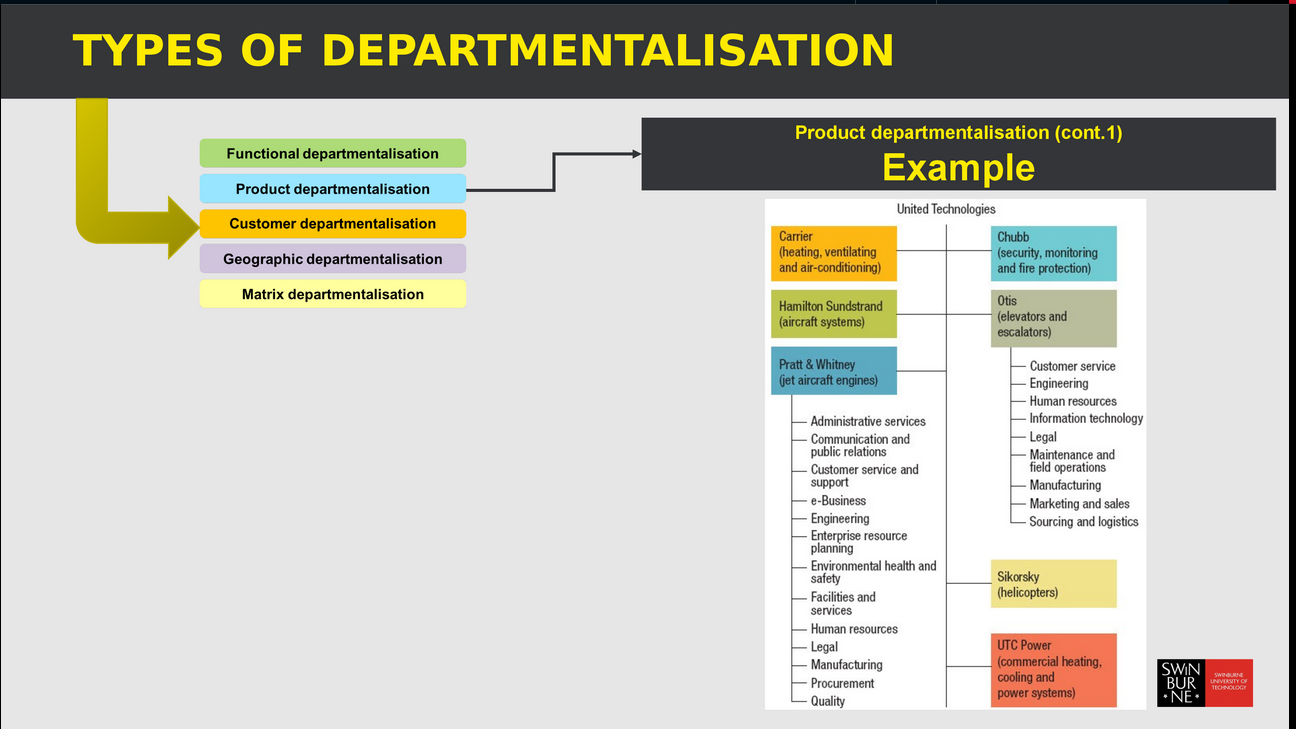 TYPES OF DEPARTMENTALISATION
Functional departmentalisation
Product departmentalisation
Customer departmentalisation
Geographic departmentalisation
Matrix departmentalisation
Product departmentalisation (cont.1)
Example
United Technologies
Carrier
(heating, ventilating
and air-conditioning)
Hamilton Sundstrand
(aircraft systems)
Pratt & Whitney
(jet aircraft engines)
Administrative services
Communication and
public relations
Customer service and
support
e-Business
Engineering
Enterprise resource
planning
Environmental health and
safety
Facilities and
services
Human resources
Legal
Manufacturing
Procurement
Quality
Chubb
(security, monitoring
and fire protection)
Otis
(elevators and
escalators)
Customer service
Engineering
Human resources
Information technology
Legal
Maintenance and
field operations
Manufacturing
Marketing and sales
Sourcing and logistics
Sikorsky
(helicopters)
UTC Power
(commercial heating,
cooling and
power systems)
SWIN
BUR
* NE *
SWINBURNE
UNIVERSITY OF
TECHNOLOGY